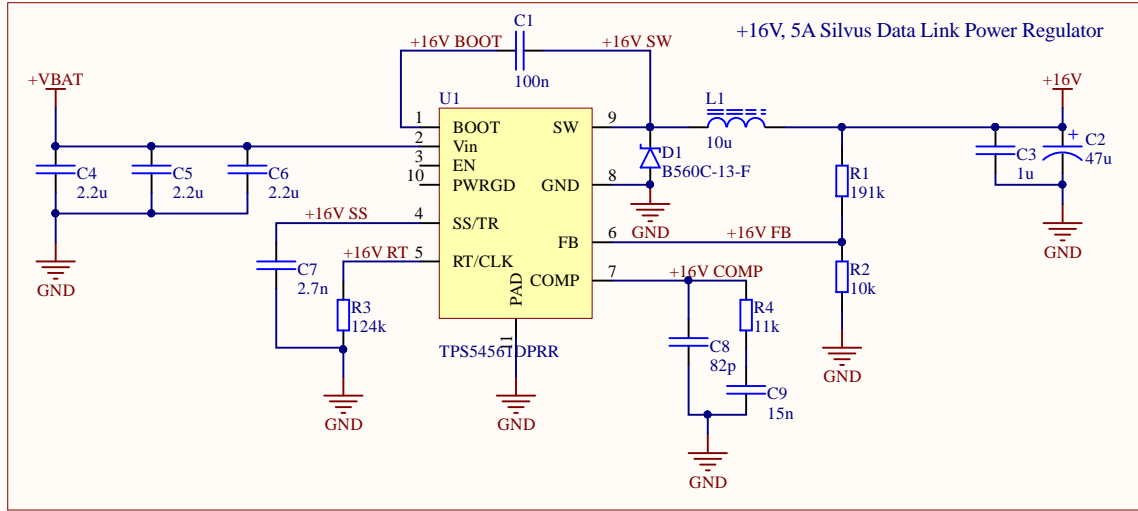 +16V, 5A Silvus Data Link Power Regulator
C1
+16V BOOT
+16V SW
100n
+VBAT
+16V
U1
L1
1
BOOT
SW
9
10u
2
Vin
3
EN
10
PWRGD
GND
8
D1
B560C-13-F
C4
2.2u
C5
2.2u
C6
2.2u
C3
1u
+
C2
47u
R1
191k
+16V SS
4
SS/TR
GND
FB
6
+16V FB
GND
+16V RT
5
RT/CLK
COMP
7
+16V COMP
C7
2.7n
GND
R2
10k
R3
124k
PAD
11
R4
11k
TPS54561DPRR
C8
82p
GND
C9
15n
GND
GND
GND